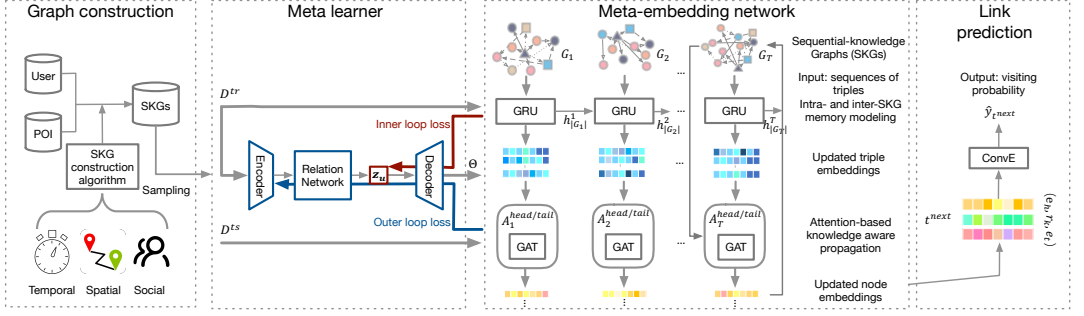 Graph construction
User
POI
SKGs
SKG
construction
algorithm
Sampling
Temporal
Spatial
Social
Meta learner
D^{tr}
Inner loop loss
Encoder
Relation
Network
z_u
Decoder
Θ
Outer loop loss
D^{ts}
Meta-embedding network
G_1
G_2
...
G_T
GRU
h^1_{|G_1|}
GRU
h^2_{|G_2|}
...
GRU
h^T_{|G_T|}
A_1^{head/tail}
GAT
A_2^{head/tail}
GAT
...
A_T^{head/tail}
GAT
Sequential-knowledge
Graphs (SKGs)
Input: sequences of
triples
Intra- and inter-SKG
memory modeling
Updated triple
embeddings
Attention-based
knowledge aware
propagation
Updated node
embeddings
Link
prediction
Output: visiting
probability
ŷ_{t^{next}}
ConvE
t^{next}
(e_h, r_k, e_t)